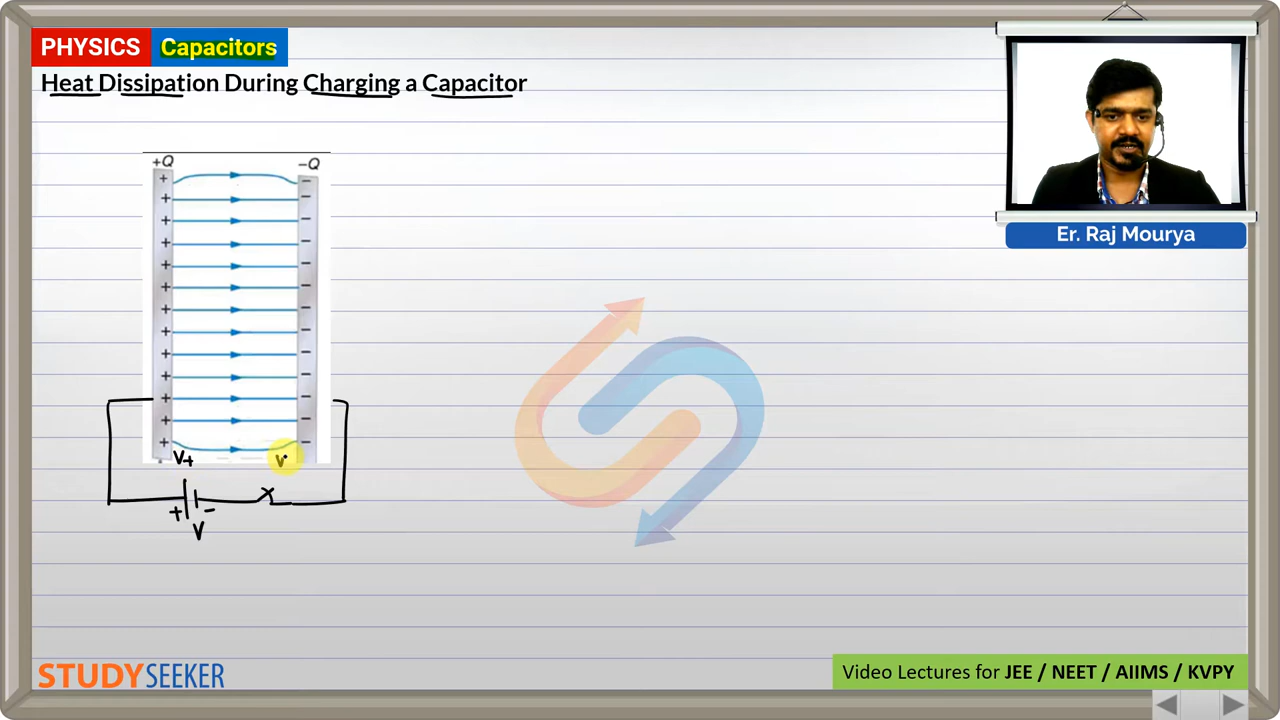 PHYSICS Capacitors
Heat Dissipation During Charging a Capacitor
+Q -Q
+ −
+ −
+ −
+ −
+ −
+ −
+ −
+ −
+ −
+ −
+ −
+ −
+ −
V+ V
+ -
V
Er. Raj Mourya
STUDYSEEKER
Video Lectures for JEE / NEET / AIIMS / KVPY